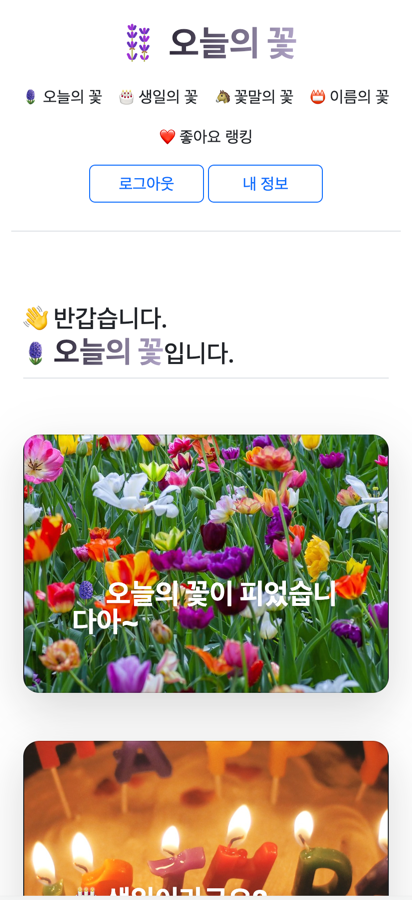 오늘의 꽃
🪻 오늘의 꽃 🎂 생일의 꽃 🐴 꽃말의 꽃 📛 이름의 꽃
❤️ 좋아요 랭킹
로그아웃 내 정보
👋 반갑습니다.
🪻 오늘의 꽃입니다.
🪻 오늘의 꽃이 피었습니
다아~